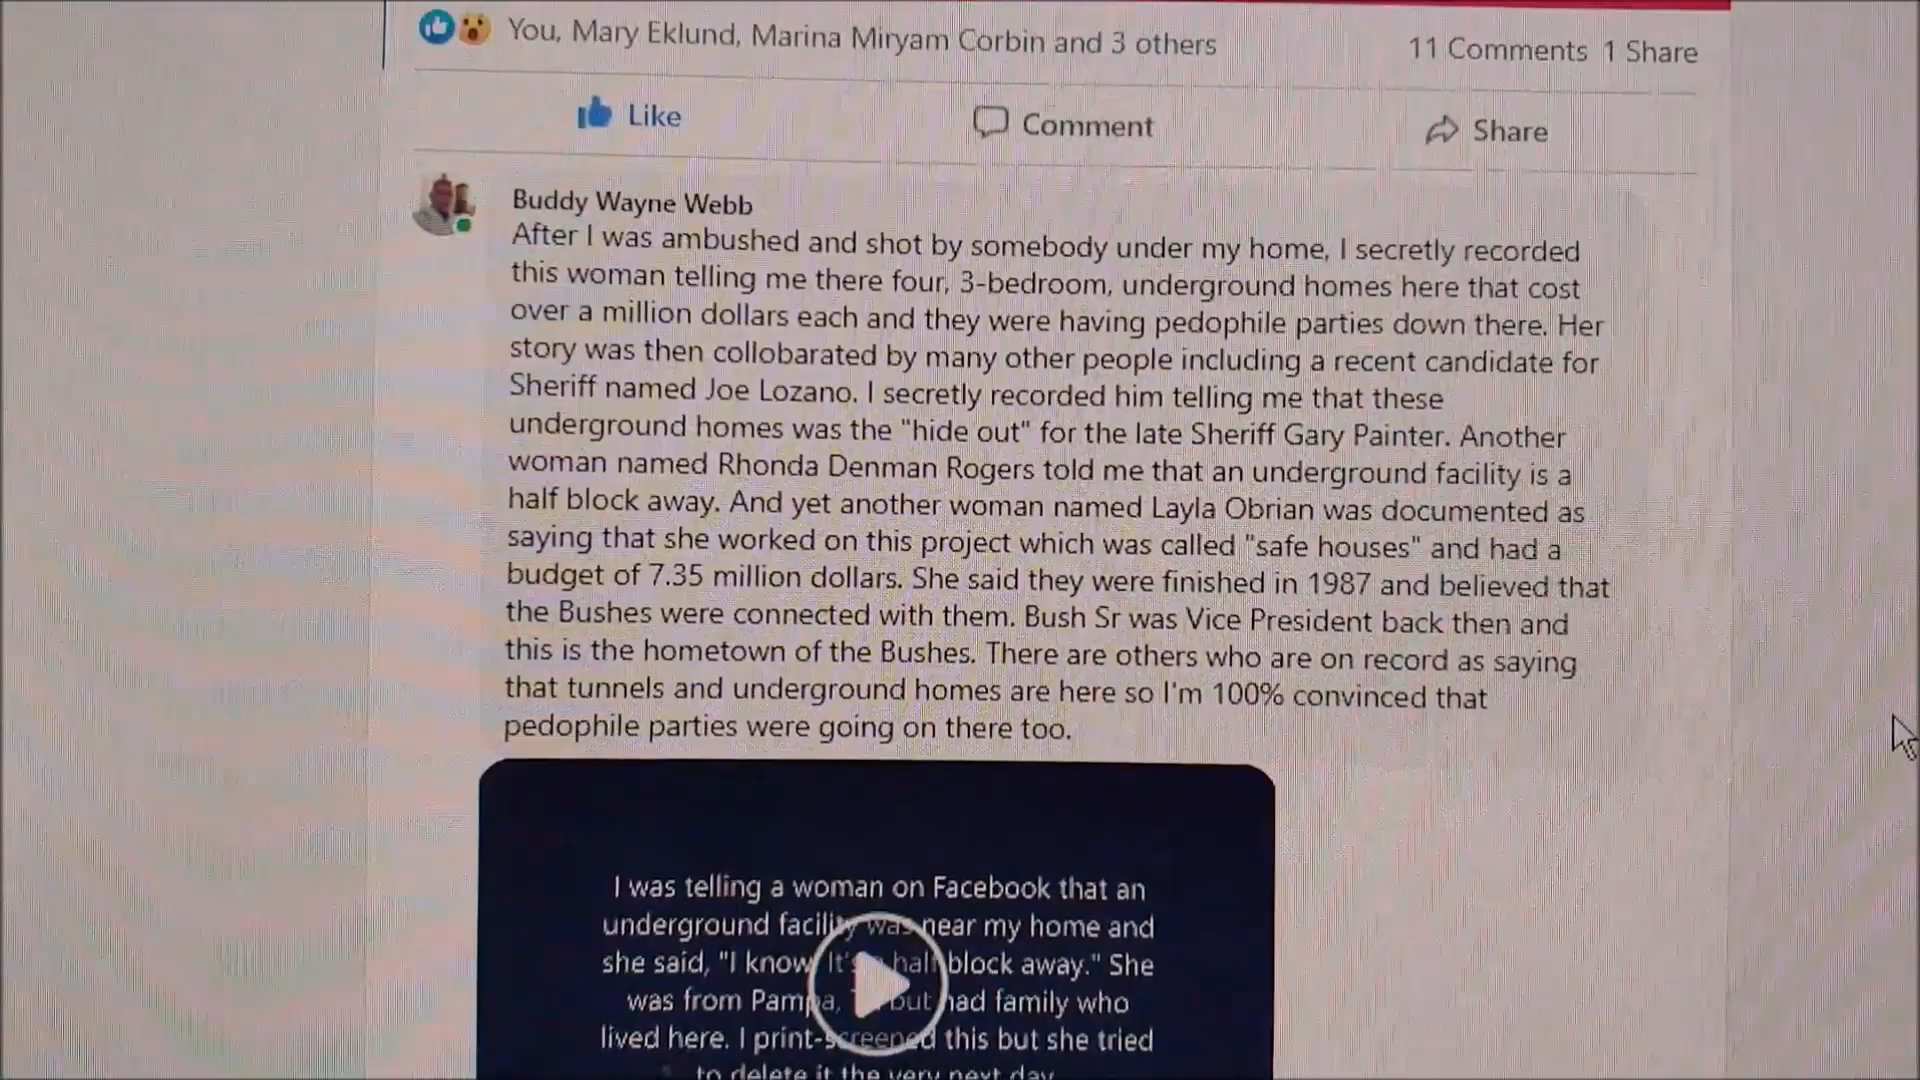 You, Mary Eklund, Marina Miryam Corbin and 3 others
11 Comments 1 Share
Like
Comment
Share
Buddy Wayne Webb
After I was ambushed and shot by somebody under my home, I secretly recorded
this woman telling me there four, 3-bedroom, underground homes here that cost
over a million dollars each and they were having pedophile parties down there. Her
story was then collobarated by many other people including a recent candidate for
Sheriff named Joe Lozano. I secretly recorded him telling me that these
underground homes was the "hide out" for the late Sheriff Gary Painter. Another
woman named Rhonda Denman Rogers told me that an underground facility is a
half block away. And yet another woman named Layla Obrian was documented as
saying that she worked on this project which was called "safe houses" and had a
budget of 7.35 million dollars. She said they were finished in 1987 and believed that
the Bushes were connected with them. Bush Sr was Vice President back then and
this is the hometown of the Bushes. There are others who are on record as saying
that tunnels and underground homes are here so I'm 100% convinced that
pedophile parties were going on there too.
I was telling a woman on Facebook that an
underground facility was near my home and
she said, "I know It's a half block away." She
was from Pampa, but had family who
lived here. I print-screened this but she tried
to delete it the very next day